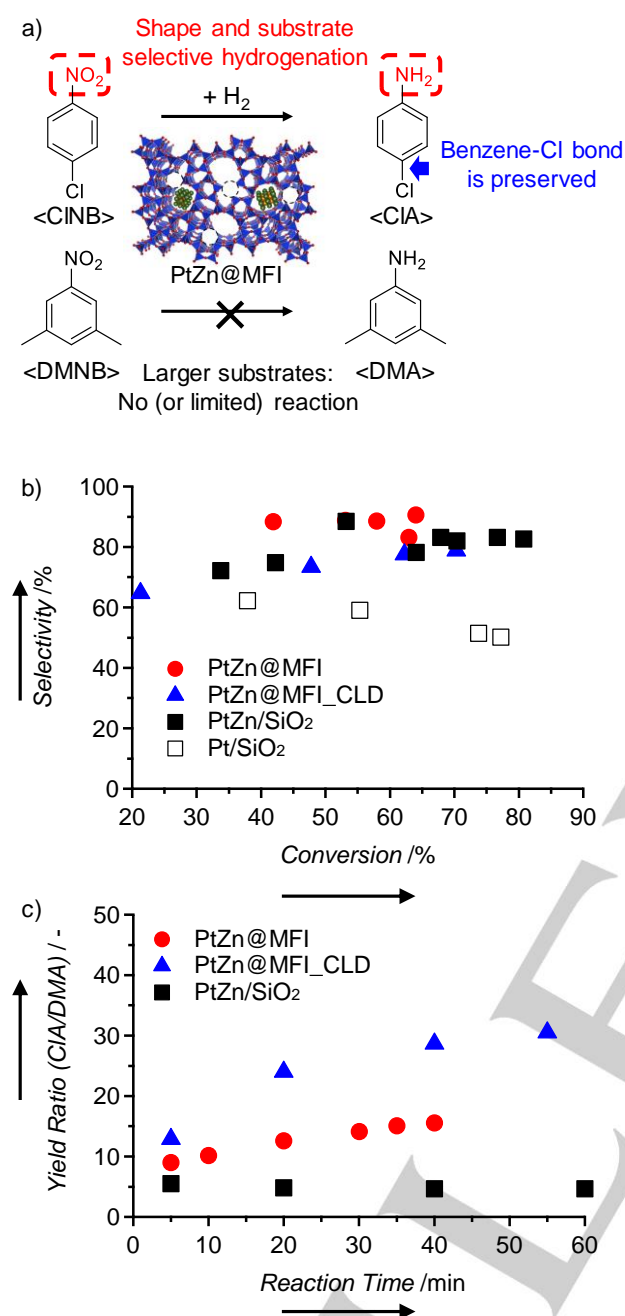 a)
Shape and substrate
selective hydrogenation
NO2
NH2
+ H2
Cl
Cl
Benzene-Cl bond
is preserved
<ClNB>
<ClA>
NO2
NH2
PtZn@MFI
<DMNB>
<DMA>
Larger substrates:
No (or limited) reaction
b)
100
80
60
40
20
0
Selectivity /%
PtZn@MFI
PtZn@MFI_CLD
PtZn/SiO2
Pt/SiO2
20 30 40 50 60 70 80 90
Conversion /%
c)
50
40
30
20
10
0
Yield Ratio (ClA/DMA) / -
PtZn@MFI
PtZn@MFI_CLD
PtZn/SiO2
0 10 20 30 40 50 60
Reaction Time /min